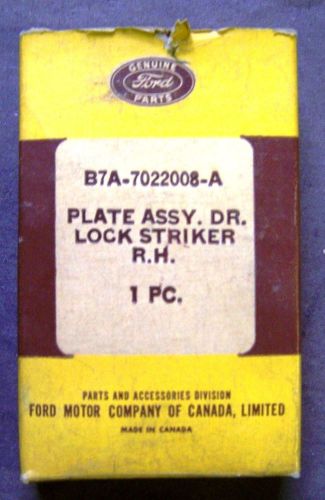 GENUINE
Ford
PARTS
B7A-7022008-A
PLATE ASSY. DR.
LOCK STRIKER
R.H.
1 PC.
PARTS AND ACCESSORIES DIVISION
FORD MOTOR COMPANY OF CANADA, LIMITED
MADE IN CANADA